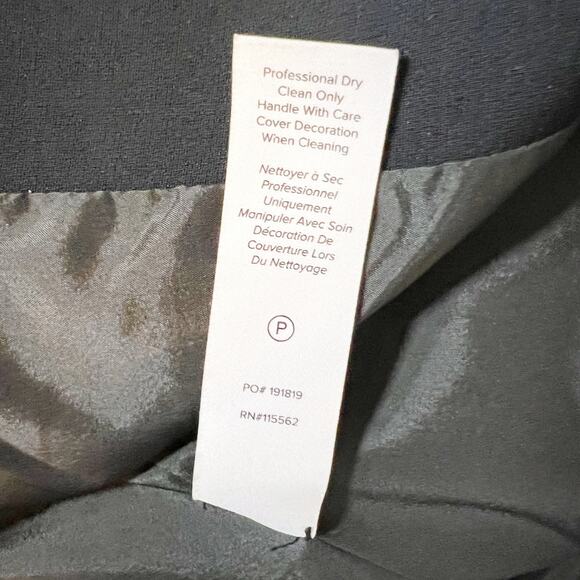 Professional Dry
Clean Only
Handle With Care
Cover Decoration
When Cleaning
Nettoyer à Sec
Professionnel
Uniquement
Manipuler Avec Soin
Décoration De
Couverture Lors
Du Nettoyage
P
PO# 191819
RN#115562